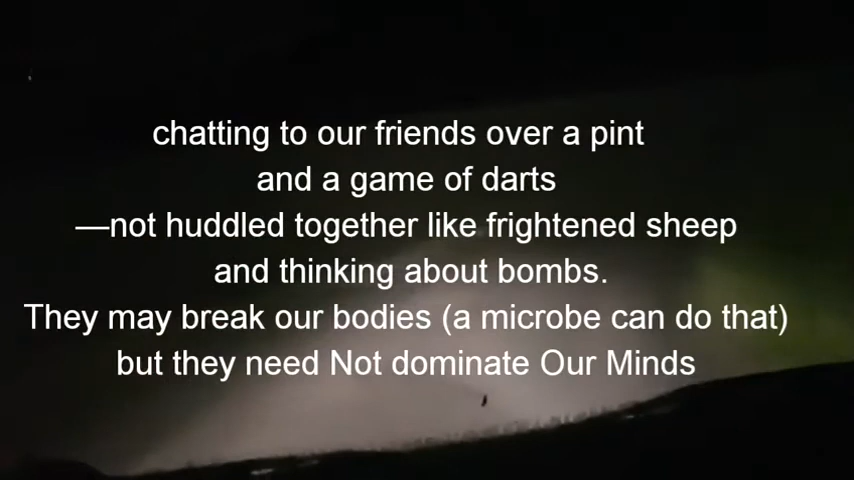 chatting to our friends over a pint
and a game of darts
—not huddled together like frightened sheep
and thinking about bombs.
They may break our bodies (a microbe can do that)
but they need Not dominate Our Minds